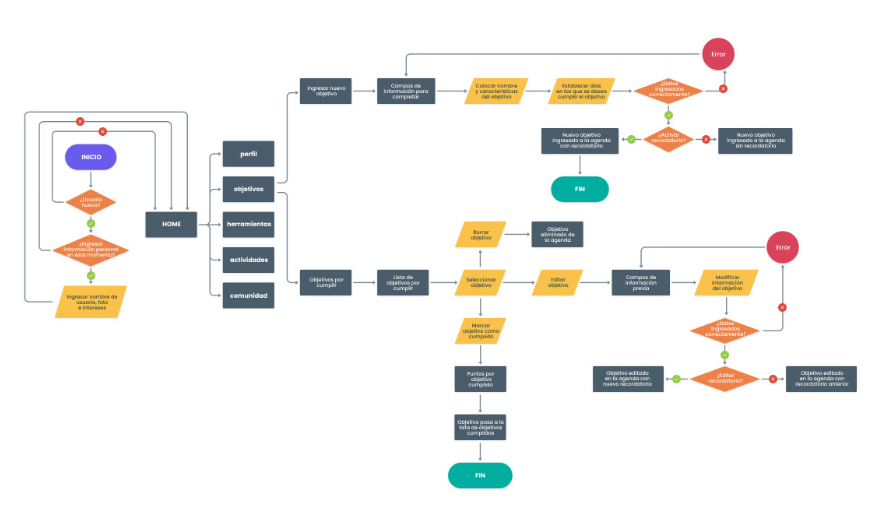 INICIO
¿Usuario
nuevo?
¿Ingresar
información personal
en este momento?
Ingresar nombre de
usuario, foto
e intereses
HOME
perfil
objetivos
herramientas
actividades
comunidad
Ingresar nuevo
objetivo
Campos de
información para
completar
Colocar nombre
y características
del objetivo
Establecer días
en los que se desea
cumplir el objetivo
¿Datos
ingresados
correctamente?
Error
¿Activar
recordatorio?
Nuevo objetivo
ingresado a la agenda
con recordatorio
Nuevo objetivo
ingresado a la agenda
sin recordatorio
FIN
Objetivos por
cumplir
Lista de
objetivos por
cumplir
Seleccionar
objetivo
Borrar
objetivo
Objetivo
eliminado de
la agenda
Editar
objetivo
Campos de
información
previa
Modificar
información
del objetivo
Error
¿Datos
ingresados
correctamente?
¿Editar
recordatorio?
Objetivo editado
en la agenda con
nuevo recordatorio
Objetivo editado
en la agenda con
recordatorio anterior
Marcar
objetivo como
cumplido
Puntos por
objetivo
cumplido
Objetivo pasa a la
lista de objetivos
cumplidos
FIN